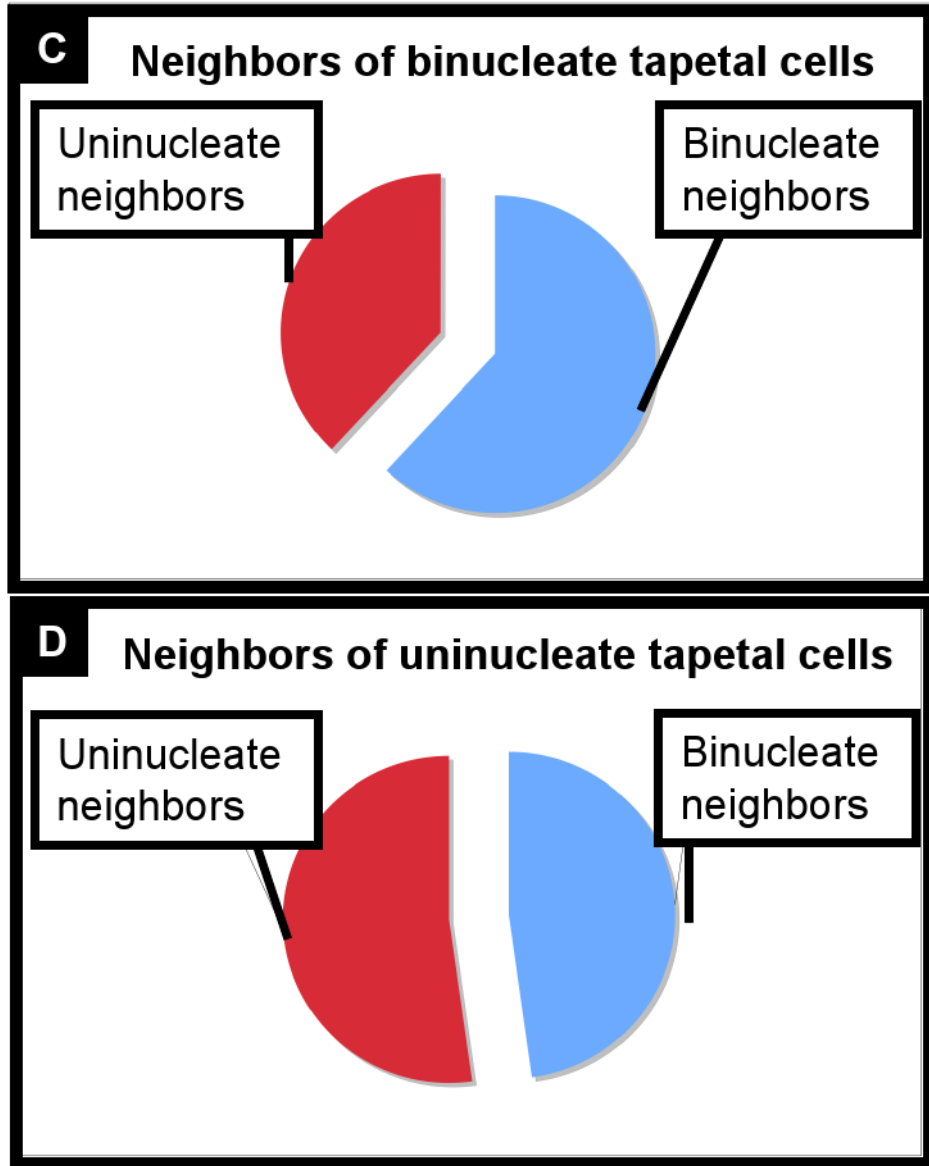 C
Neighbors of binucleate tapetal cells
Uninucleate
neighbors
Binucleate
neighbors
D
Neighbors of uninucleate tapetal cells
Uninucleate
neighbors
Binucleate
neighbors